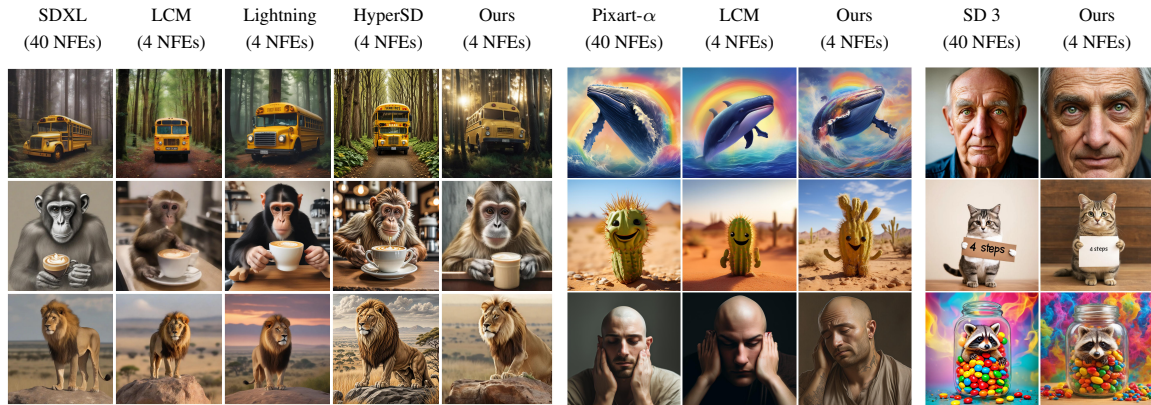 SDXL LCM Lightning HyperSD Ours Pixart-α LCM Ours SD 3 Ours
(40 NFEs) (4 NFEs) (4 NFEs) (4 NFEs) (4 NFEs) (40 NFEs) (4 NFEs) (4 NFEs) (40 NFEs) (4 NFEs)
4 steps
4 steps